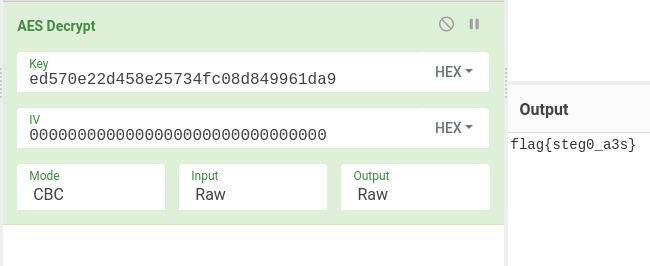 AES Decrypt
Key
ed570e22d458e25734fc08d849961da9
HEX
IV
00000000000000000000000000000000
HEX
Mode
CBC
Input
Raw
Output
Raw
Output
flag{steg0_a3s}